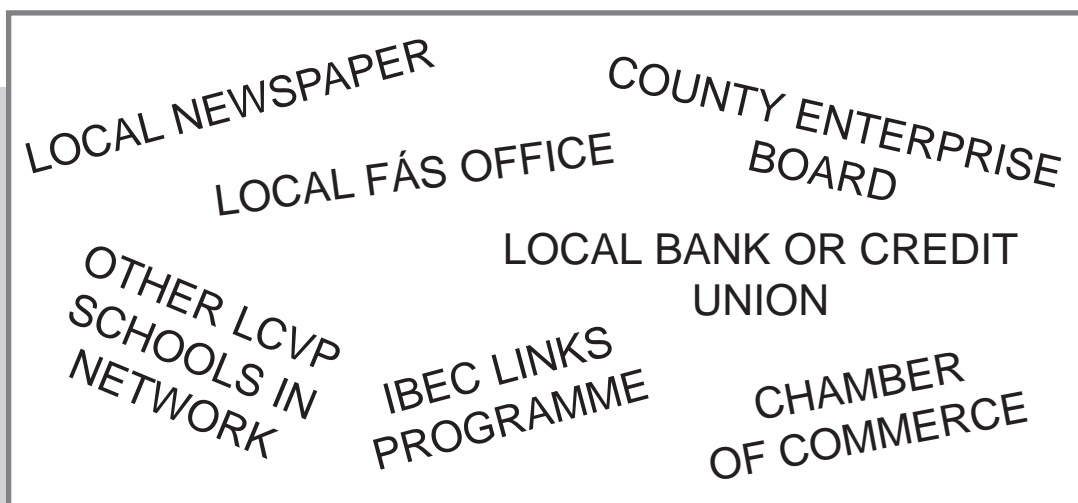 LOCAL NEWSPAPER
COUNTY ENTERPRISE
BOARD
LOCAL FÁS OFFICE
LOCAL BANK OR CREDIT
UNION
OTHER LCVP
SCHOOLS IN
NETWORK
IBEC LINKS
PROGRAMME
CHAMBER
OF COMMERCE